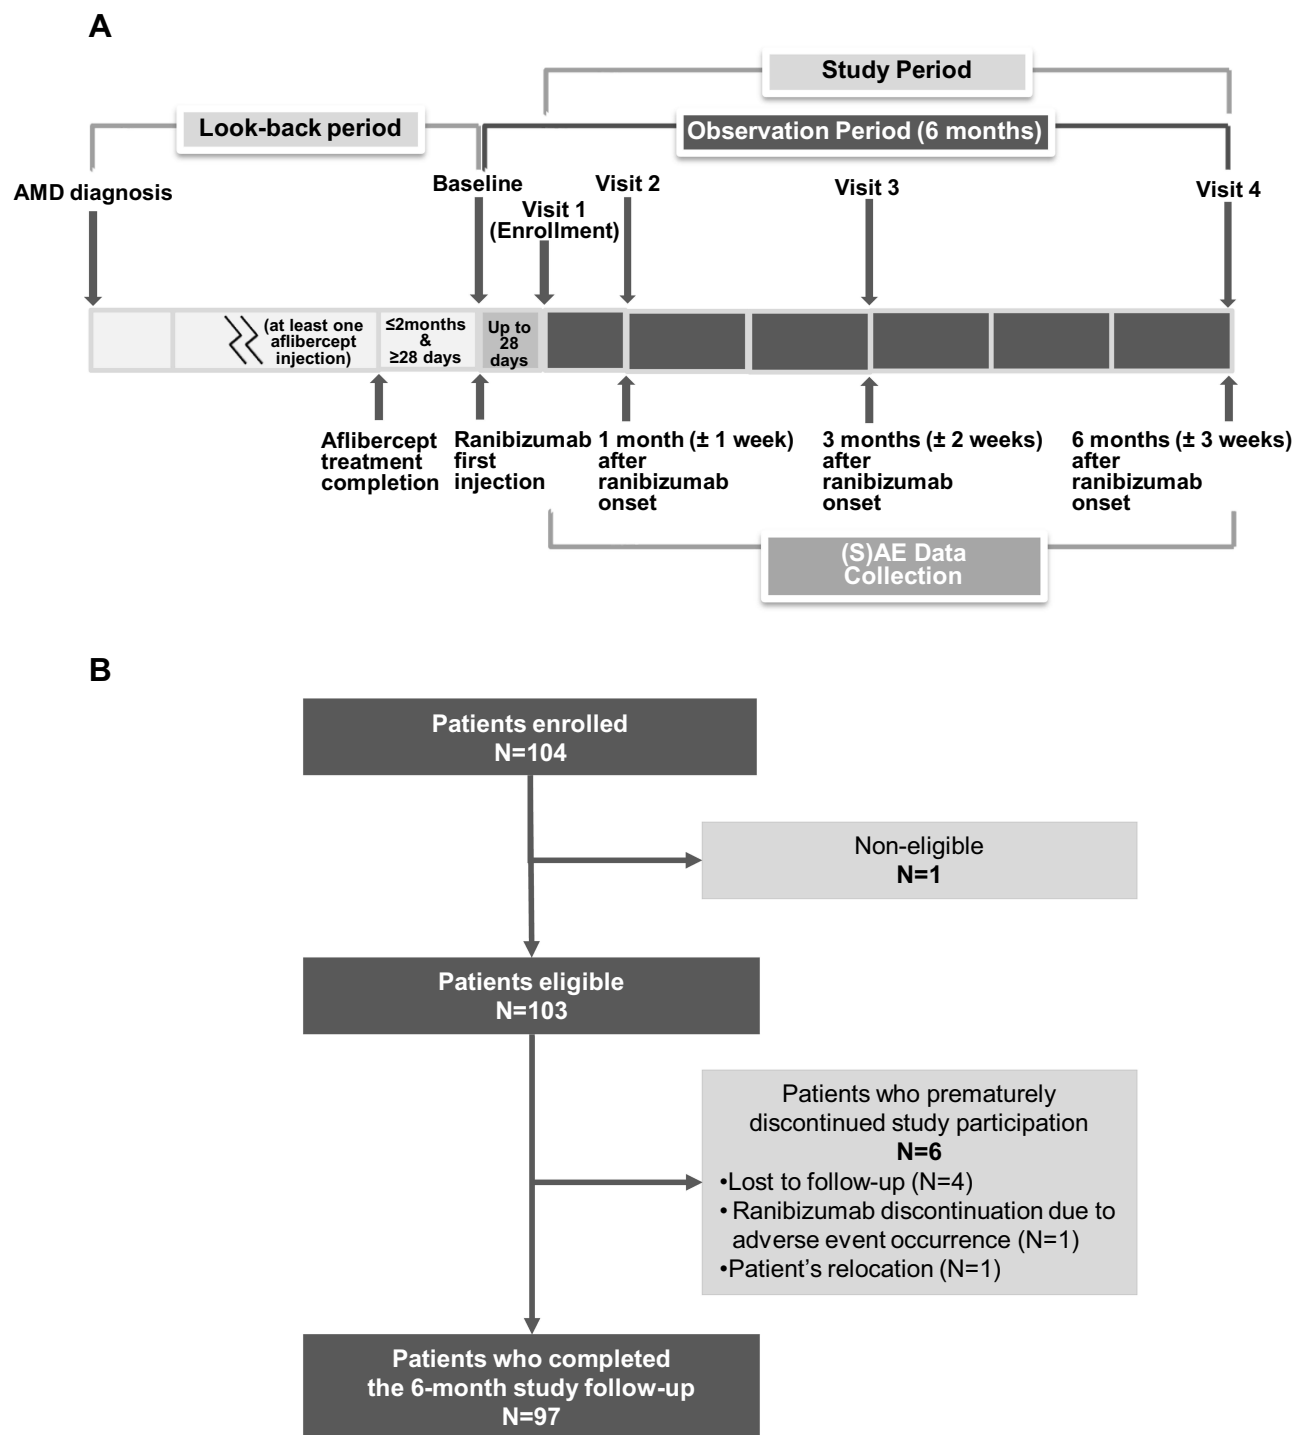 A
Study Period
Look-back period
Observation Period (6 months)
AMD diagnosis
Baseline
Visit 1
(Enrollment)
Visit 2
Visit 3
Visit 4
(at least one
aflibercept
injection)
≤2months
&
≥28 days
Up to
28
days
Aflibercept
treatment
completion
Ranibizumab
first
injection
1 month (± 1 week)
after
ranibizumab
onset
3 months (± 2 weeks)
after
ranibizumab
onset
6 months (± 3 weeks)
after
ranibizumab
onset
(S)AE Data
Collection
B
Patients enrolled
N=104
Non-eligible
N=1
Patients eligible
N=103
Patients who prematurely
discontinued study participation
N=6
•Lost to follow-up (N=4)
• Ranibizumab discontinuation due to
adverse event occurrence (N=1)
•Patient's relocation (N=1)
Patients who completed
the 6-month study follow-up
N=97